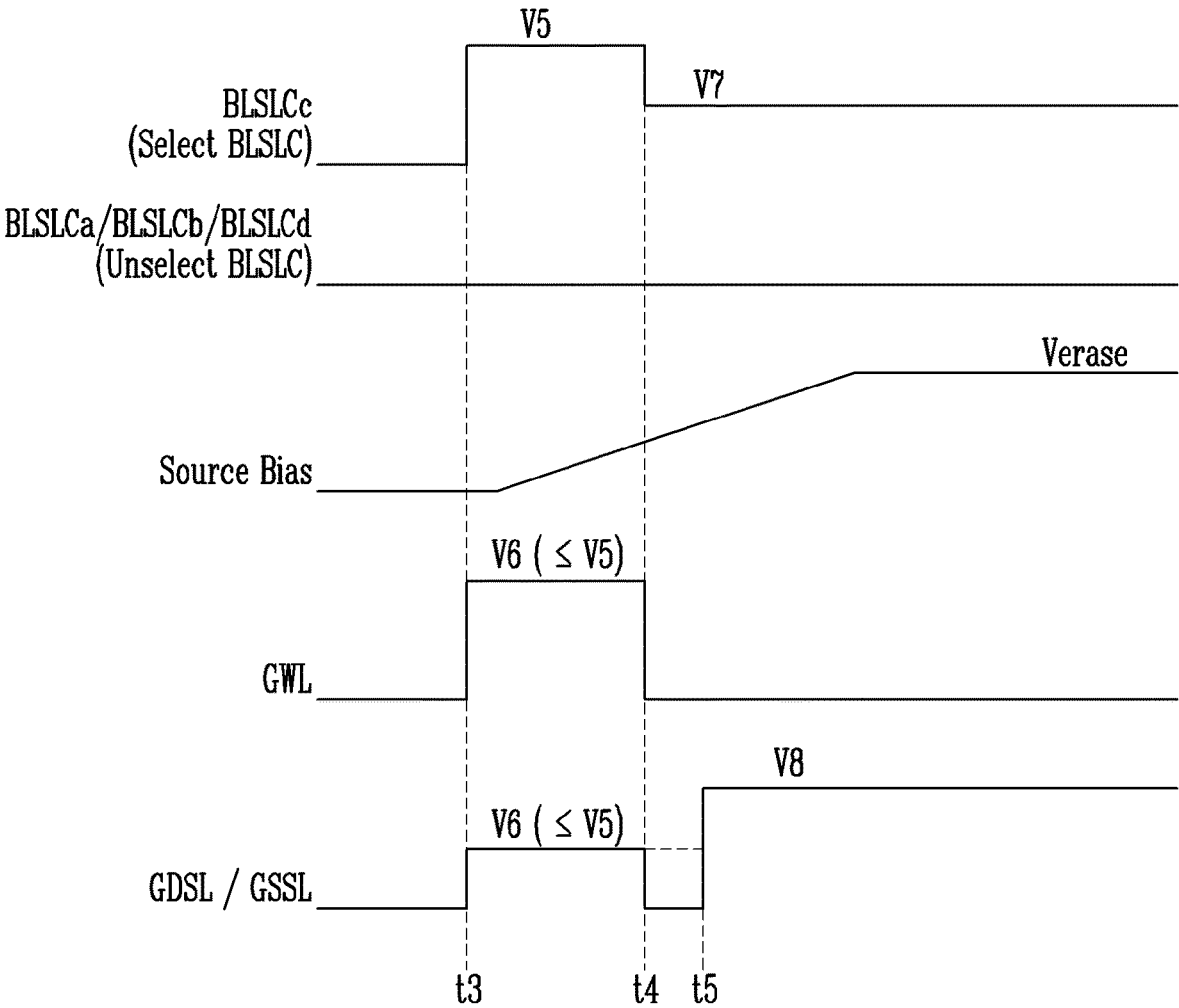 V5
BLSLCc
(Select BLSLC)
V7
BLSLCa/BLSLCb/BLSLCd
(Unselect BLSLC)
Verase
Source Bias
V6 ( ≤ V5)
GWL
V8
V6 ( ≤ V5)
GDSL / GSSL
t3 t4 t5